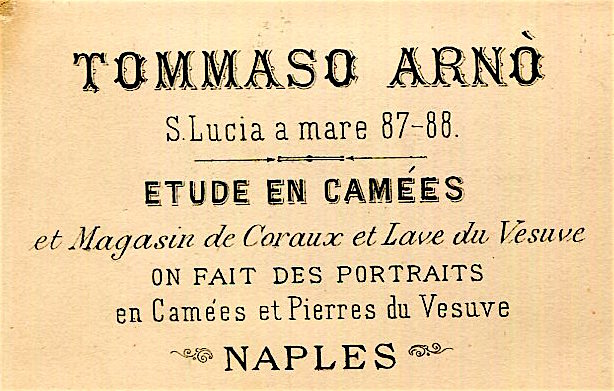 TOMMASO ARNÒ
S. Lucia a mare 87-88.
ETUDE EN CAMÉES
et Magasin de Coraux et Lave du Vesuve
ON FAIT DES PORTRAITS
en Camées et Pierres du Vesuve
NAPLES